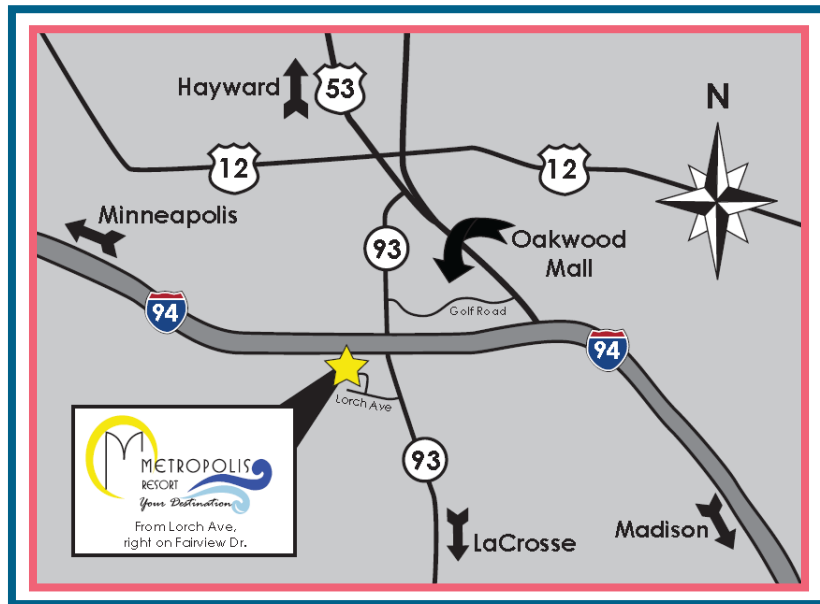 Hayward
53
N
12
12
Minneapolis
93
Oakwood
Mall
94
Golf Road
94
Lorch Ave
METROPOLIS
RESORT
Your Destination
From Lorch Ave,
right on Fairview Dr.
93
LaCrosse
Madison